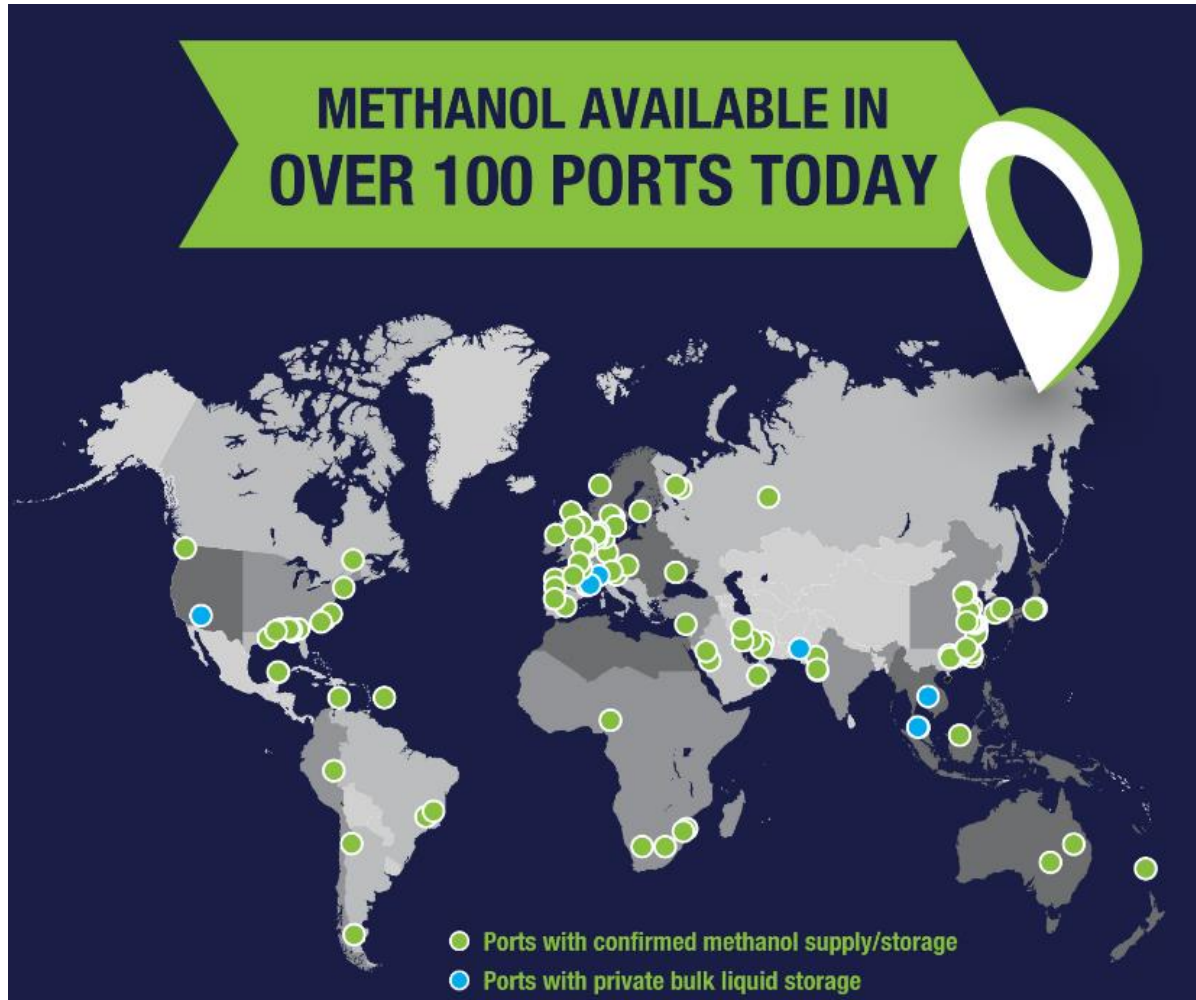 METHANOL AVAILABLE IN
OVER 100 PORTS TODAY
Ports with confirmed methanol supply/storage
Ports with private bulk liquid storage